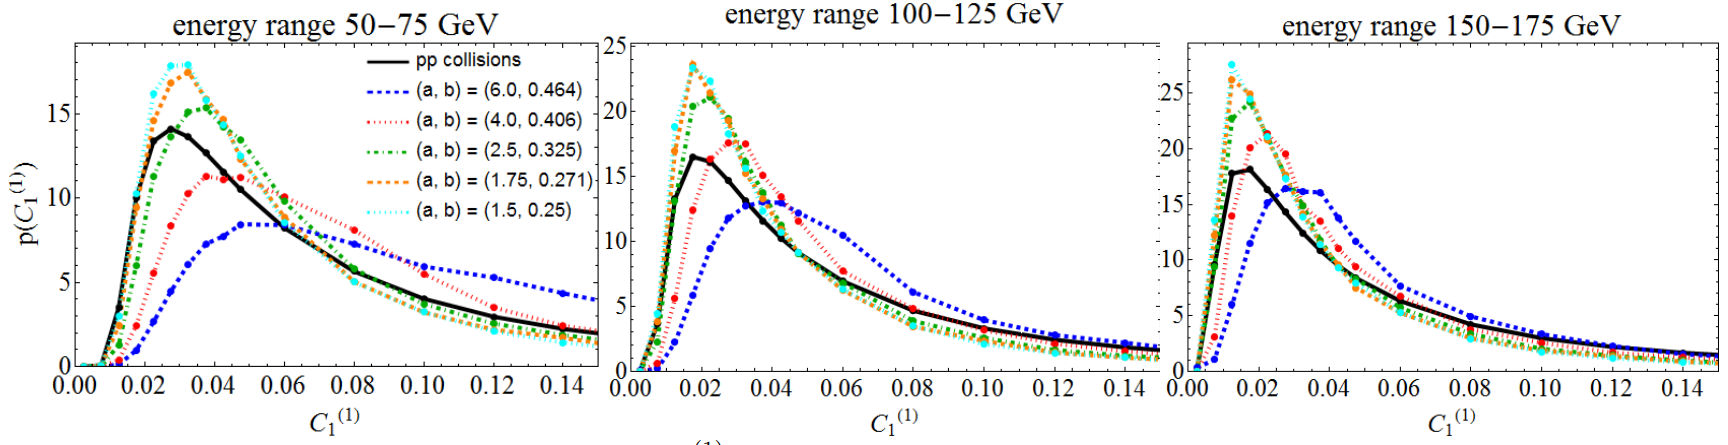 energy range 50−75 GeV
energy range 100−125 GeV
energy range 150−175 GeV
pp collisions
(a, b) = (6.0, 0.464)
(a, b) = (4.0, 0.406)
(a, b) = (2.5, 0.325)
(a, b) = (1.75, 0.271)
(a, b) = (1.5, 0.25)
p(C₁⁽¹⁾)
15
10
5
0
0.00 0.02 0.04 0.06 0.08 0.10 0.12 0.14
C₁⁽¹⁾
25
20
15
10
5
0
0.00 0.02 0.04 0.06 0.08 0.10 0.12 0.14
C₁⁽¹⁾
25
20
15
10
5
0
0.00 0.02 0.04 0.06 0.08 0.10 0.12 0.14
C₁⁽¹⁾
(1)